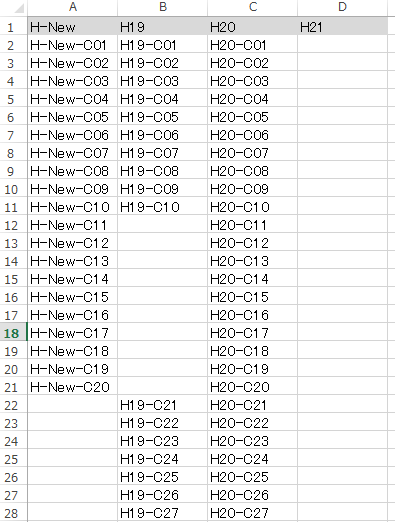 A B C D
1 H-New H19 H20 H21
2 H-New-C01 H19-C01 H20-C01
3 H-New-C02 H19-C02 H20-C02
4 H-New-C03 H19-C03 H20-C03
5 H-New-C04 H19-C04 H20-C04
6 H-New-C05 H19-C05 H20-C05
7 H-New-C06 H19-C06 H20-C06
8 H-New-C07 H19-C07 H20-C07
9 H-New-C08 H19-C08 H20-C08
10 H-New-C09 H19-C09 H20-C09
11 H-New-C10 H19-C10 H20-C10
12 H-New-C11 H20-C11
13 H-New-C12 H20-C12
14 H-New-C13 H20-C13
15 H-New-C14 H20-C14
16 H-New-C15 H20-C15
17 H-New-C16 H20-C16
18 H-New-C17 H20-C17
19 H-New-C18 H20-C18
20 H-New-C19 H20-C19
21 H-New-C20 H20-C20
22 H19-C21 H20-C21
23 H19-C22 H20-C22
24 H19-C23 H20-C23
25 H19-C24 H20-C24
26 H19-C25 H20-C25
27 H19-C26 H20-C26
28 H19-C27 H20-C27